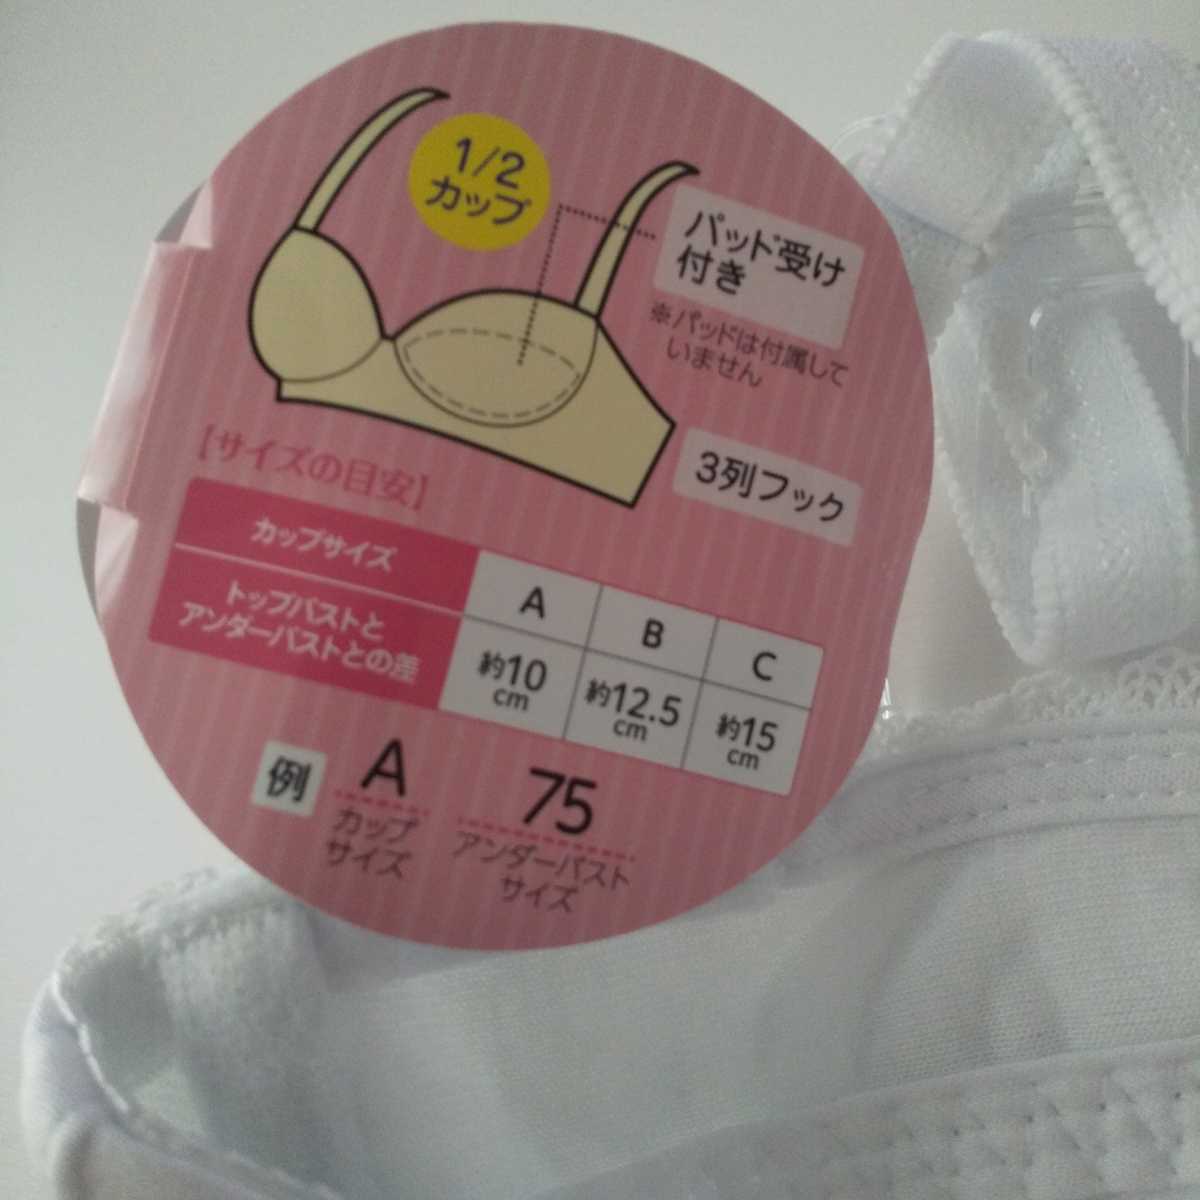 1/2
カップ
パッド受け
付き
※パッドは付属して
いません
3列フック
【サイズの目安】
カップサイズ
A
B
C
トップバストと
アンダーバストとの差
約10
cm
約12.5
cm
約15
cm
例
A
カップ
サイズ
75
アンダーバスト
サイズ